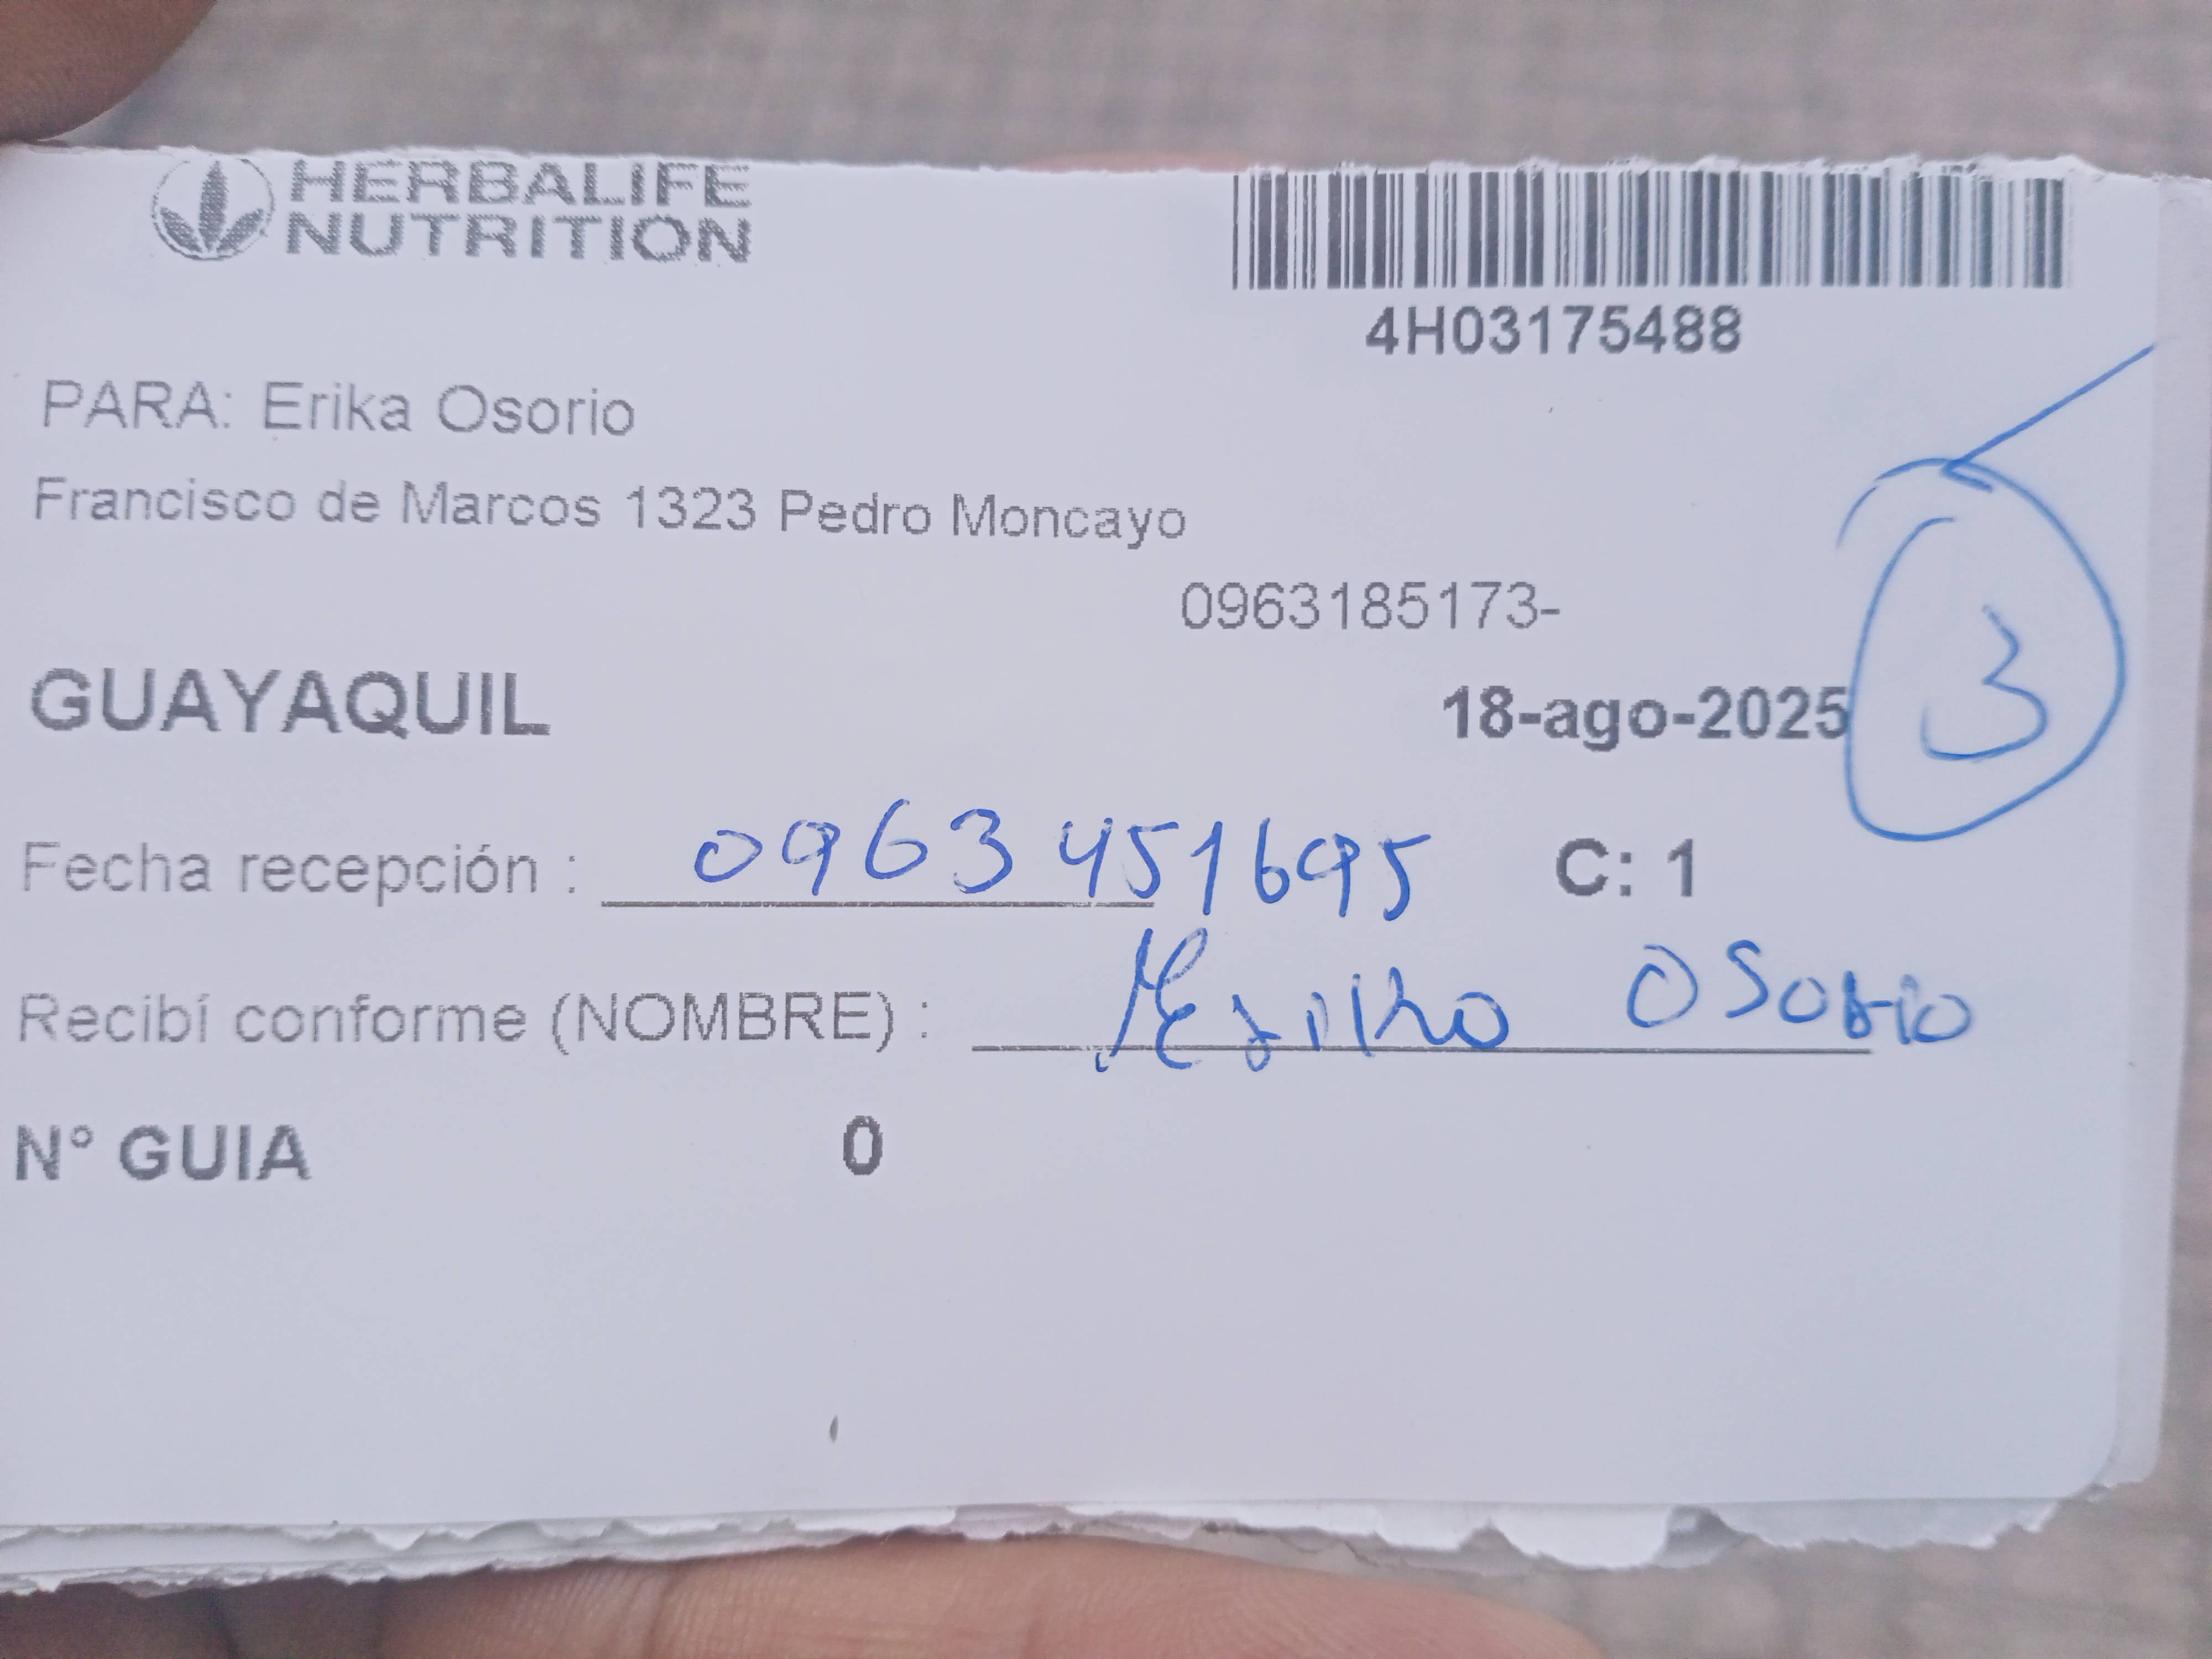 HERBALIFE
NUTRITION
4H03175488
PARA: Erika Osorio
Francisco de Marcos 1323 Pedro Moncayo
0963185173-
GUAYAQUIL
18-ago-2025
3
Fecha recepción : 0963451695 C: 1
Recibí conforme (NOMBRE) : Osorio
N° GUIA 0